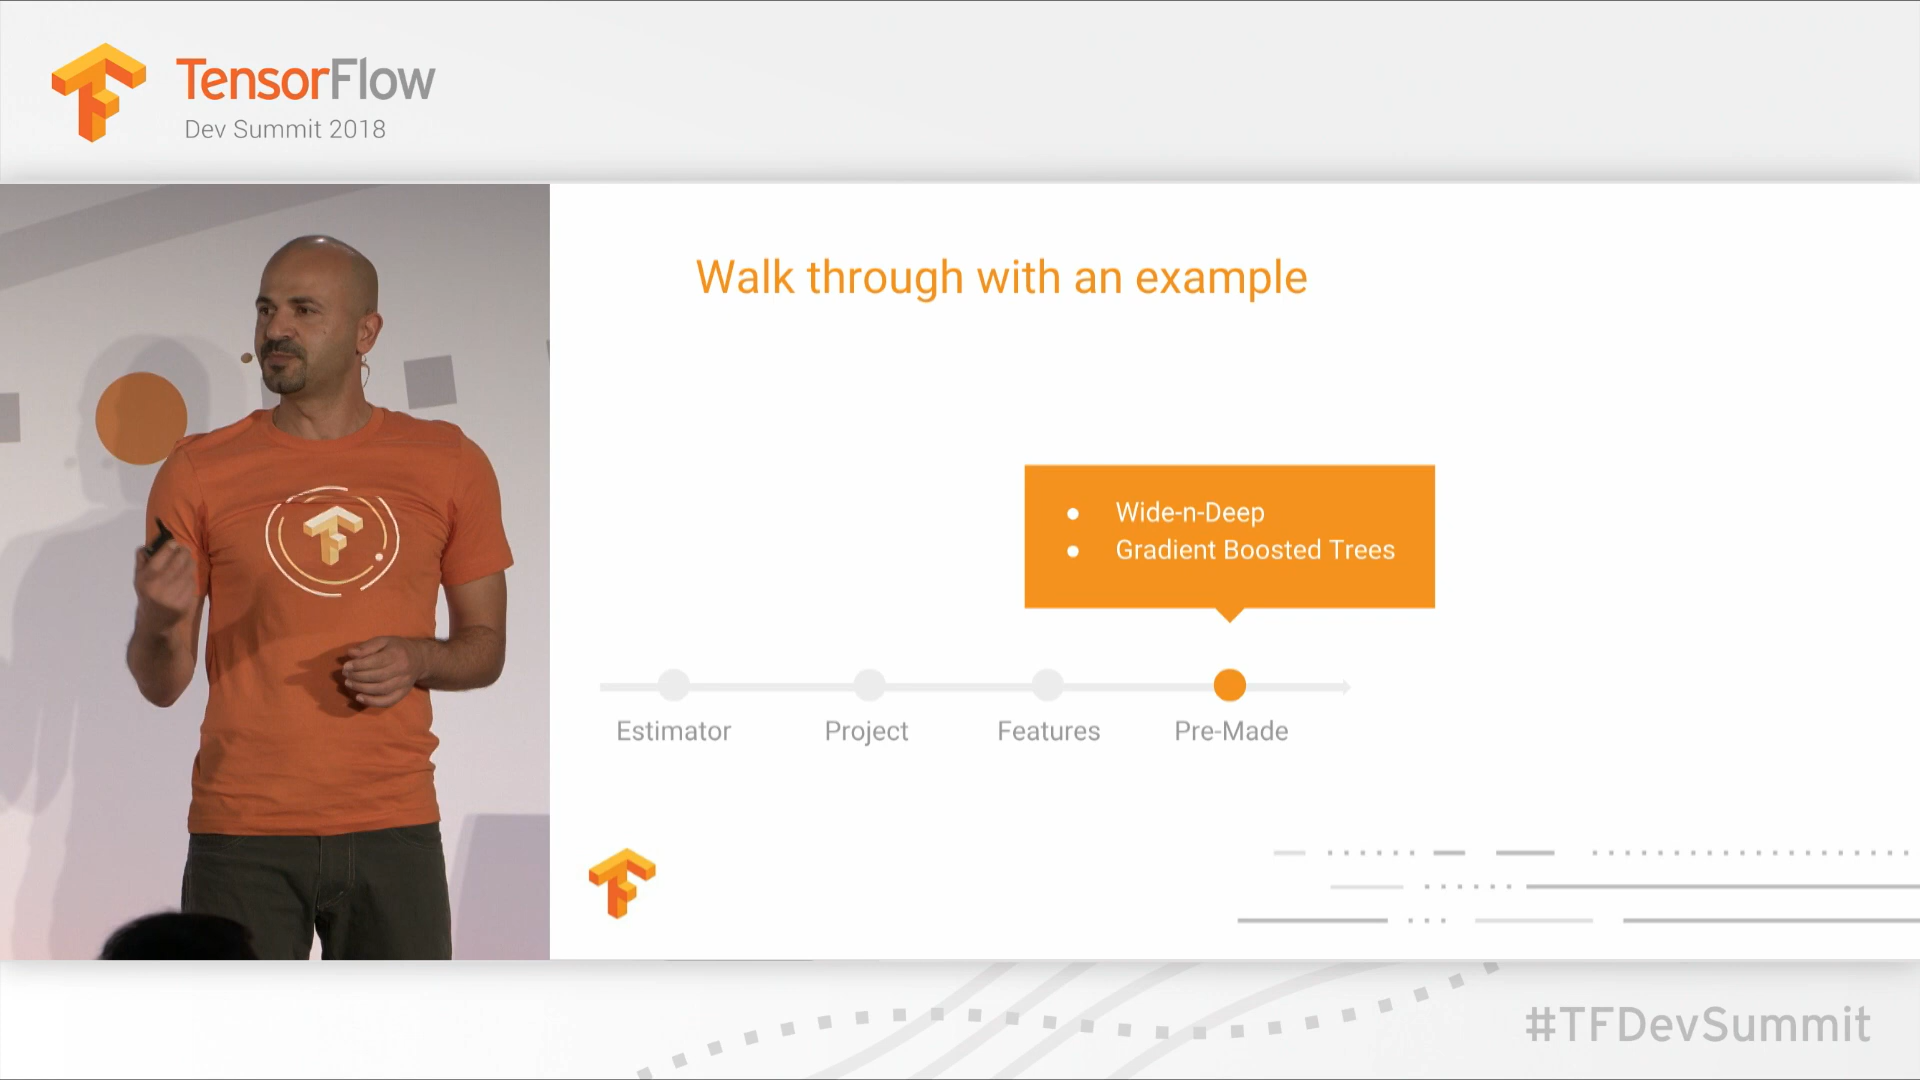 TensorFlow
Dev Summit 2018
Walk through with an example
Wide-n-Deep
Gradient Boosted Trees
Estimator
Project
Features
Pre-Made
#TFDevSummit